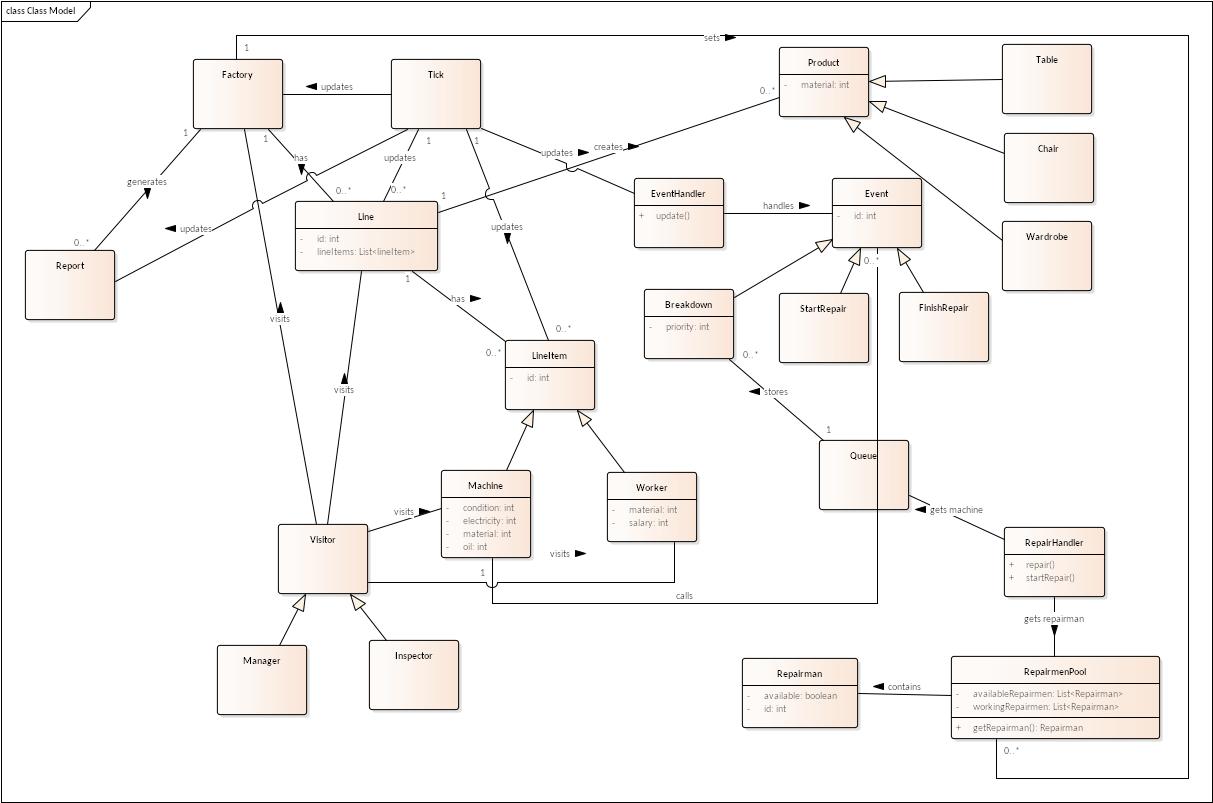 class Class Model
sets
1
Factory
Tick
updates
Product
- material: int
0..*
Table
1
1
has
1
updates
1
updates
creates
Chair
generates
0..*
0..*
1
EventHandler
+ update()
handles
Event
- id: int
Line
- id: int
lineItems: List<lineItem>
updates
updates
Wardrobe
0..*
Report
1
has
0..*
Breakdown
- priority: int
StartRepair
FinishRepair
visits
0..*
0..*
LineItem
- id: int
0..*
visits
stores
1
Queue
Machine
- condition: int
- electricity: int
- material: int
- oil: int
Worker
- material: int
- salary: int
visits
gets machine
Visitor
visits
RepairHandler
+ repair()
+ startRepair()
1
calls
gets repairman
Manager
Inspector
Repairman
- available: boolean
- id: int
contains
RepairmenPool
- availableRepairmen: List<Repairman>
- workingRepairmen: List<Repairman>
+ getRepairman(): Repairman
0..*